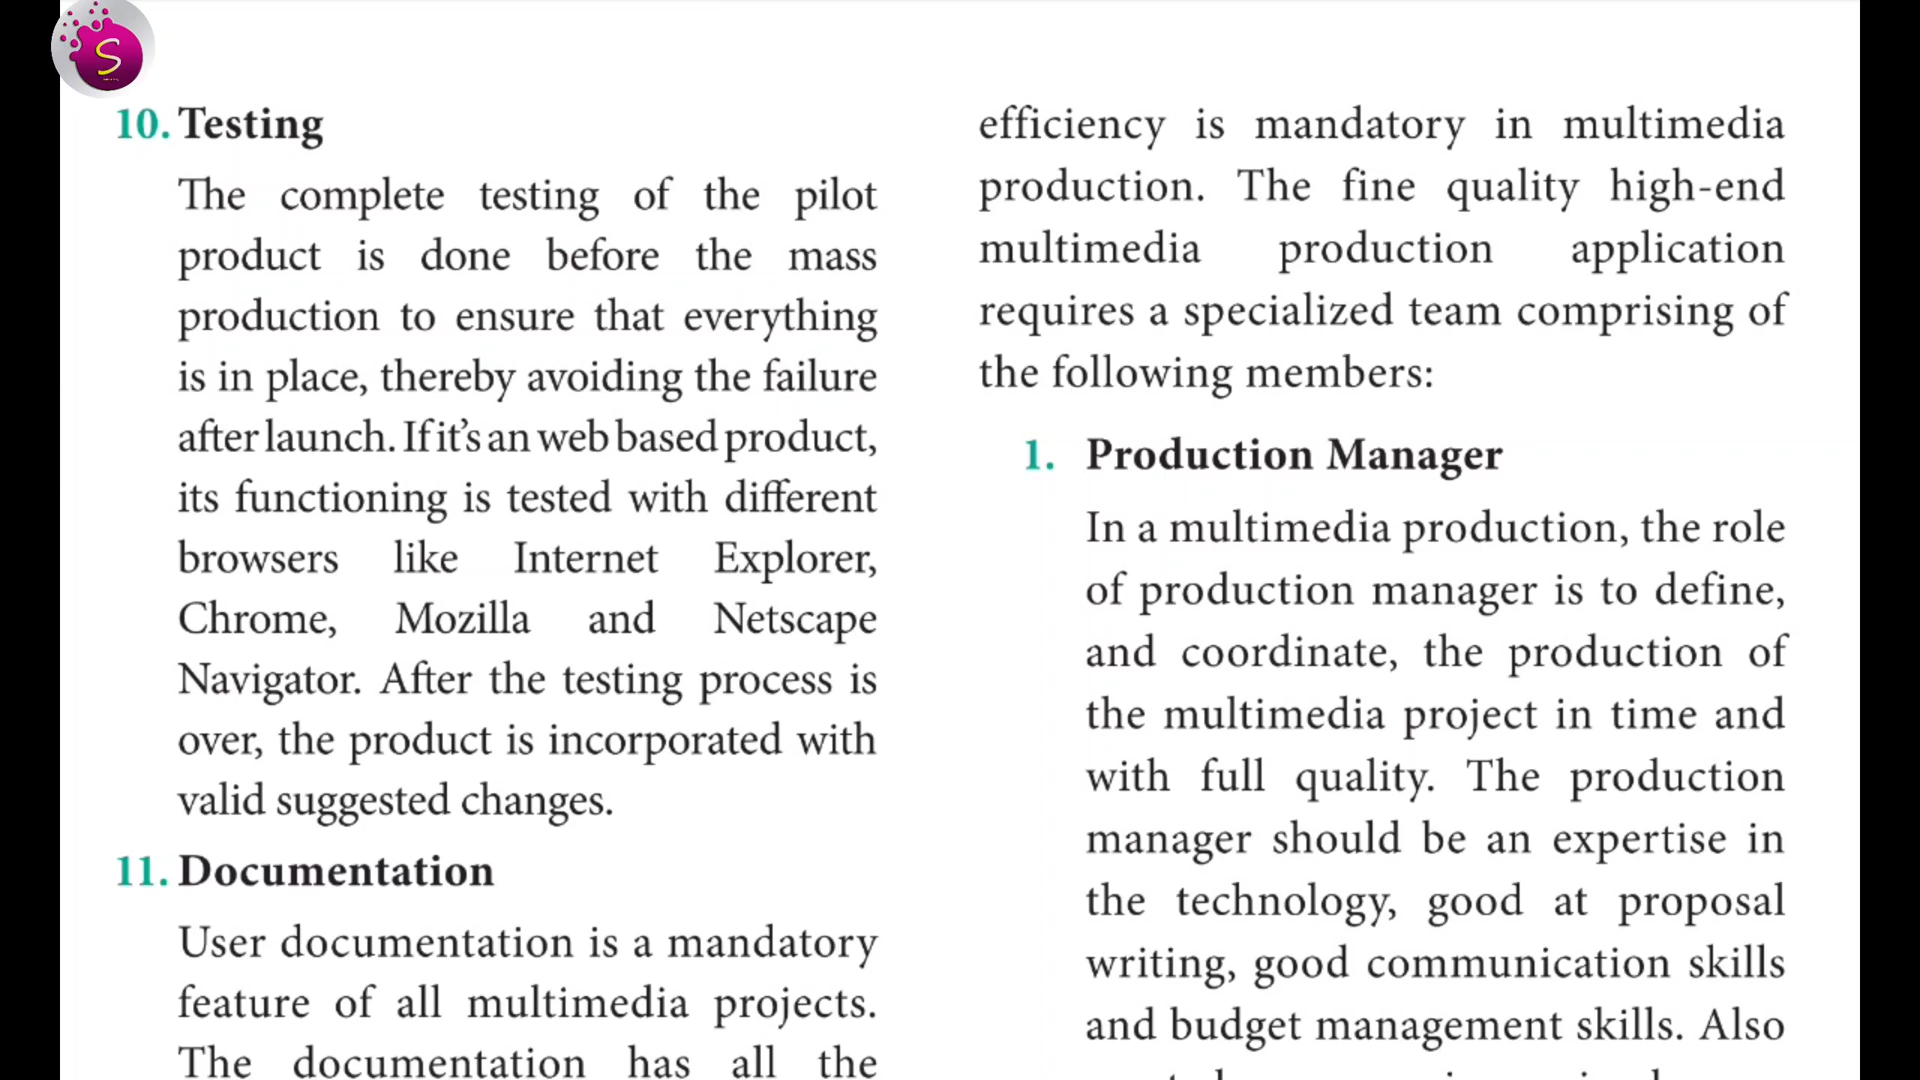 S
10. Testing
The complete testing of the pilot
product is done before the mass
production to ensure that everything
is in place, thereby avoiding the failure
after launch. If it’s an web based product,
its functioning is tested with different
browsers like Internet Explorer,
Chrome, Mozilla and Netscape
Navigator. After the testing process is
over, the product is incorporated with
valid suggested changes.
11. Documentation
User documentation is a mandatory
feature of all multimedia projects.
The documentation has all the
efficiency is mandatory in multimedia
production. The fine quality high-end
multimedia production application
requires a specialized team comprising of
the following members:
1. Production Manager
In a multimedia production, the role
of production manager is to define,
and coordinate, the production of
the multimedia project in time and
with full quality. The production
manager should be an expertise in
the technology, good at proposal
writing, good communication skills
and budget management skills. Also